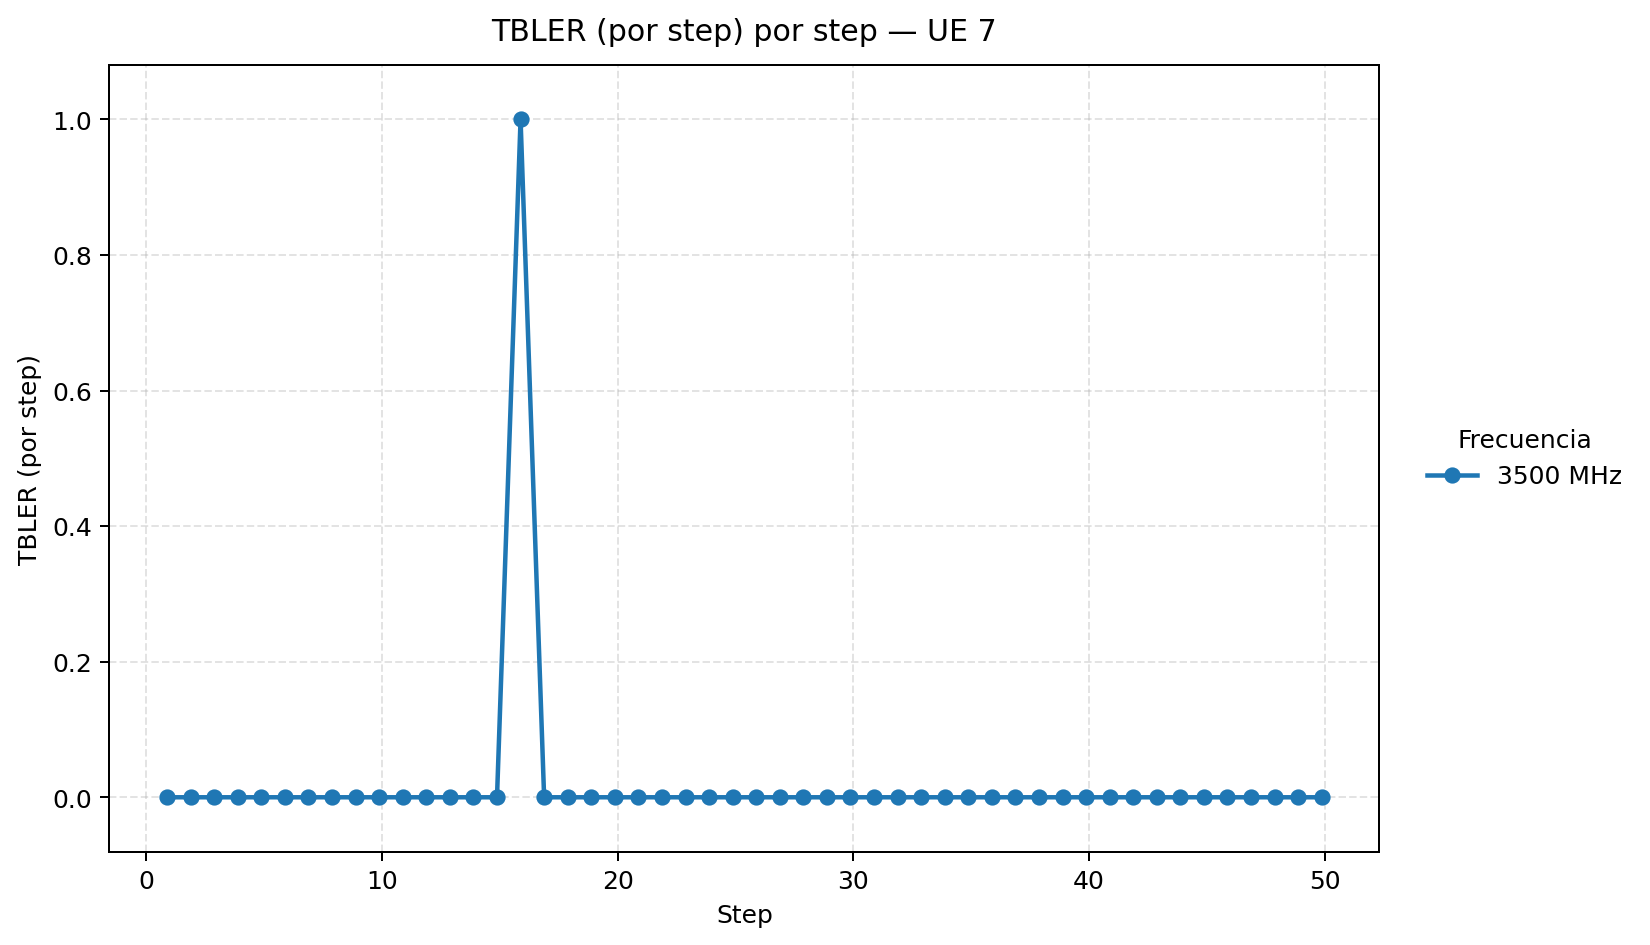 TBLER (por step) por step — UE 7
TBLER (por step)
1.0
0.8
0.6
0.4
0.2
0.0
0 10 20 30 40 50
Step
Frecuencia
3500 MHz